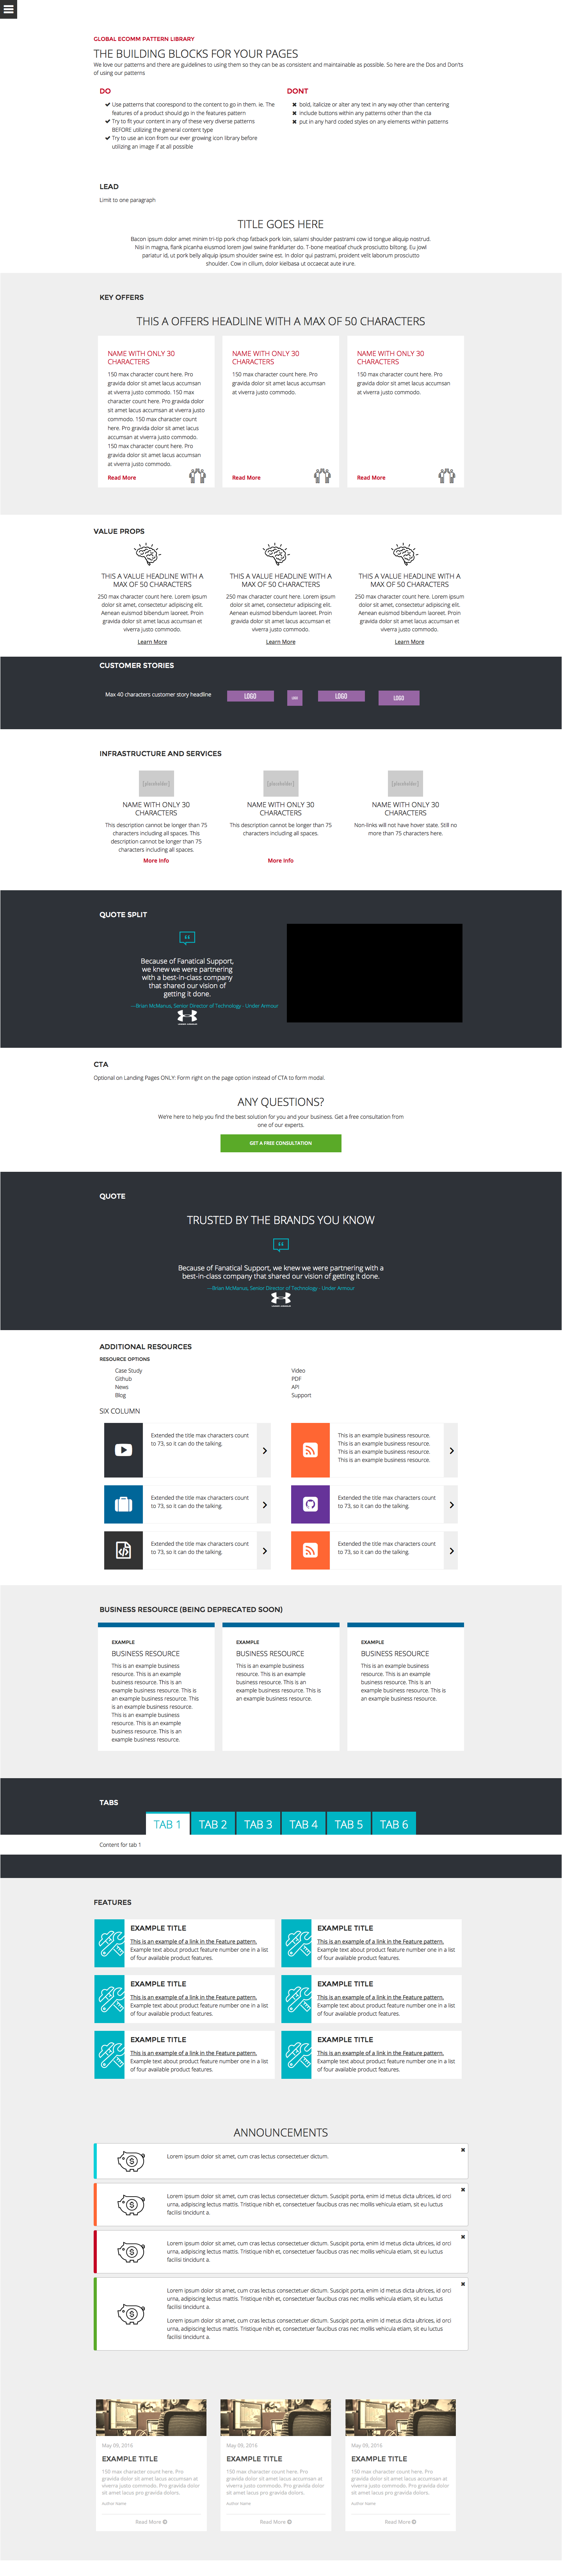 GLOBAL ECOMM PATTERN LIBRARY
THE BUILDING BLOCKS FOR YOUR PAGES
We love our patterns and there are guidelines to using them so they can be as consistent and maintainable as possible. So here are the Dos and Don'ts
of using our patterns
DO
Use patterns that coorespond to the content to go in them. ie. The
features of a product should go in the features pattern
Try to fit your content in any of these very diverse patterns
BEFORE utilizing the general content type
Try to use an icon from our ever growing icon library before
utilizing an image if at all possible
DONT
bold, italicize or alter any text in any way other than centering
include buttons within any patterns other than the cta
put in any hard coded styles on any elements within patterns
LEAD
Limit to one paragraph
TITLE GOES HERE
Bacon ipsum dolor amet minim tri-tip pork chop fatback pork loin, salami shoulder pastrami cow id tongue aliquip nostrud.
Nisi in magna, flank picanha eiusmod lorem jowl swine frankfurter do. T-bone meatloaf chuck prosciutto biltong. Eu jowl
pariatur id, ut pork belly aliquip ipsum shoulder swine est. In dolor qui pastrami, proident velit laborum prosciutto
shoulder. Cow in cillum, dolor kielbasa ut occaecat aute irure.
KEY OFFERS
THIS A OFFERS HEADLINE WITH A MAX OF 50 CHARACTERS
NAME WITH ONLY 30
CHARACTERS
150 max character count here. Pro
gravida dolor sit amet lacus accumsan
at viverra justo commodo. 150 max
character count here. Pro gravida dolor
sit amet lacus accumsan at viverra justo
commodo. 150 max character count
here. Pro gravida dolor sit amet lacus
accumsan at viverra justo commodo.
150 max character count here. Pro
gravida dolor sit amet lacus accumsan
at viverra justo commodo.
Read More
NAME WITH ONLY 30
CHARACTERS
150 max character count here. Pro
gravida dolor sit amet lacus accumsan
at viverra justo commodo.
Read More
NAME WITH ONLY 30
CHARACTERS
150 max character count here. Pro
gravida dolor sit amet lacus accumsan
at viverra justo commodo.
Read More
VALUE PROPS
THIS A VALUE HEADLINE WITH A
MAX OF 50 CHARACTERS
250 max character count here. Lorem ipsum
dolor sit amet, consectetur adipiscing elit.
Aenean euismod bibendum laoreet. Proin
gravida dolor sit amet lacus accumsan et
viverra justo commodo.
Learn More
THIS A VALUE HEADLINE WITH A
MAX OF 50 CHARACTERS
250 max character count here. Lorem ipsum
dolor sit amet, consectetur adipiscing elit.
Aenean euismod bibendum laoreet. Proin
gravida dolor sit amet lacus accumsan et
viverra justo commodo.
Learn More
THIS A VALUE HEADLINE WITH A
MAX OF 50 CHARACTERS
250 max character count here. Lorem ipsum
dolor sit amet, consectetur adipiscing elit.
Aenean euismod bibendum laoreet. Proin
gravida dolor sit amet lacus accumsan et
viverra justo commodo.
Learn More
CUSTOMER STORIES
Max 40 characters customer story headline
LOGO
LOGO
LOGO
LOGO
INFRASTRUCTURE AND SERVICES
[placeholder]
NAME WITH ONLY 30
CHARACTERS
This description cannot be longer than 75
characters including all spaces. This
description cannot be longer than 75
characters including all spaces.
More Info
[placeholder]
NAME WITH ONLY 30
CHARACTERS
This description cannot be longer than 75
characters including all spaces.
More Info
[placeholder]
NAME WITH ONLY 30
CHARACTERS
Non-links will not have hover state. Still no
more than 75 characters here.
QUOTE SPLIT
Because of Fanatical Support,
we knew we were partnering
with a best-in-class company
that shared our vision of
getting it done.
—Brian McManus, Senior Director of Technology - Under Armour
CTA
Optional on Landing Pages ONLY: Form right on the page option instead of CTA to form modal.
ANY QUESTIONS?
We're here to help you find the best solution for you and your business. Get a free consultation from
one of our experts.
GET A FREE CONSULTATION
QUOTE
TRUSTED BY THE BRANDS YOU KNOW
Because of Fanatical Support, we knew we were partnering with a
best-in-class company that shared our vision of getting it done.
—Brian McManus, Senior Director of Technology - Under Armour
ADDITIONAL RESOURCES
RESOURCE OPTIONS
Case Study
Github
News
Blog
Video
PDF
API
Support
SIX COLUMN
Extended the title max characters count
to 73, so it can do the talking.
This is an example business resource.
This is an example business resource.
This is an example business resource.
This is an example business resource.
Extended the title max characters count
to 73, so it can do the talking.
Extended the title max characters count
to 73, so it can do the talking.
Extended the title max characters count
to 73, so it can do the talking.
Extended the title max characters count
to 73, so it can do the talking.
BUSINESS RESOURCE (BEING DEPRECATED SOON)
EXAMPLE
BUSINESS RESOURCE
This is an example business
resource. This is an example
business resource. This is an
example business resource. This is
an example business resource. This
is an example business resource.
This is an example business
resource. This is an example
business resource. This is an
example business resource.
EXAMPLE
BUSINESS RESOURCE
This is an example business
resource. This is an example
business resource. This is an
example business resource. This is
an example business resource.
EXAMPLE
BUSINESS RESOURCE
This is an example business
resource. This is an example
business resource. This is an
example business resource. This is
an example business resource.
TABS
TAB 1
TAB 2
TAB 3
TAB 4
TAB 5
TAB 6
Content for tab 1
FEATURES
EXAMPLE TITLE
This is an example of a link in the Feature pattern.
Example text about product feature number one in a list
of four available product features.
EXAMPLE TITLE
This is an example of a link in the Feature pattern.
Example text about product feature number one in a list
of four available product features.
EXAMPLE TITLE
This is an example of a link in the Feature pattern.
Example text about product feature number one in a list
of four available product features.
EXAMPLE TITLE
This is an example of a link in the Feature pattern.
Example text about product feature number one in a list
of four available product features.
EXAMPLE TITLE
This is an example of a link in the Feature pattern.
Example text about product feature number one in a list
of four available product features.
EXAMPLE TITLE
This is an example of a link in the Feature pattern.
Example text about product feature number one in a list
of four available product features.
ANNOUNCEMENTS
Lorem ipsum dolor sit amet, cum cras lectus consectetuer dictum.
Lorem ipsum dolor sit amet, cum cras lectus consectetuer dictum. Suscipit porta, enim id metus dicta ultrices, id orci
urna, adipiscing lectus mattis. Tristique nibh et, consectetuer faucibus cras nec mollis vehicula etiam, sit eu luctus
facilisi tincidunt a.
Lorem ipsum dolor sit amet, cum cras lectus consectetuer dictum. Suscipit porta, enim id metus dicta ultrices, id orci
urna, adipiscing lectus mattis. Tristique nibh et, consectetuer faucibus cras nec mollis vehicula etiam, sit eu luctus
facilisi tincidunt a.
Lorem ipsum dolor sit amet, cum cras lectus consectetuer dictum. Suscipit porta, enim id metus dicta ultrices, id orci
urna, adipiscing lectus mattis. Tristique nibh et, consectetuer faucibus cras nec mollis vehicula etiam, sit eu luctus
facilisi tincidunt a.
Lorem ipsum dolor sit amet, cum cras lectus consectetuer dictum. Suscipit porta, enim id metus dicta ultrices, id orci
urna, adipiscing lectus mattis. Tristique nibh et, consectetuer faucibus cras nec mollis vehicula etiam, sit eu luctus
facilisi tincidunt a.
May 09, 2016
EXAMPLE TITLE
150 max character count here. Pro
gravida dolor sit amet lacus accumsan at
viverra justo commodo. Pro gravida dolor
sit amet lacus pro gravida dolors.
Author Name
Read More
May 09, 2016
EXAMPLE TITLE
150 max character count here. Pro
gravida dolor sit amet lacus accumsan at
viverra justo commodo. Pro gravida dolor
sit amet lacus pro gravida dolors.
Author Name
Read More
May 09, 2016
EXAMPLE TITLE
150 max character count here. Pro
gravida dolor sit amet lacus accumsan at
viverra justo commodo. Pro gravida dolor
sit amet lacus pro gravida dolors.
Author Name
Read More